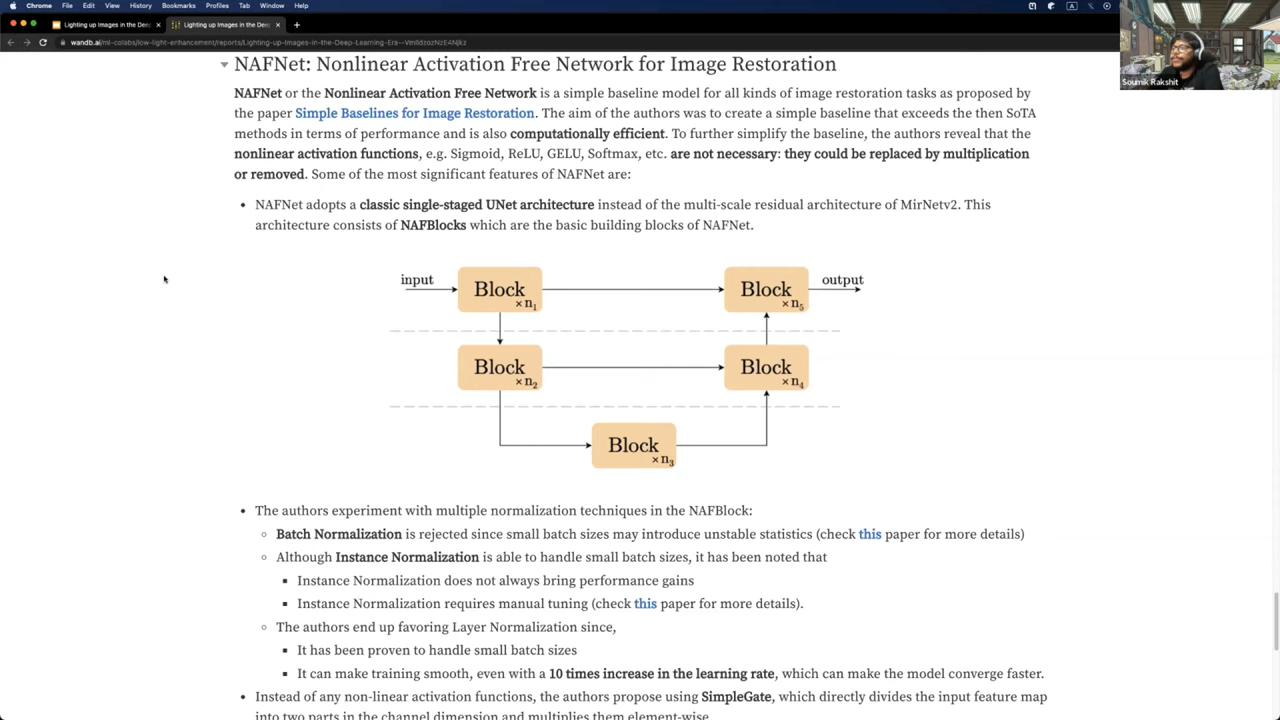 Chrome File Edit View History Bookmarks Profiles Tab Window Help
Lighting up Images in the Dee
Lighting up Images in the Dee
wandb.ai/ml-colabs/low-light-enhancement/reports/Lighting-up-Images-in-the-Deep-Learning-Era--
Soumik Rakshit
NAFNet: Nonlinear Activation Free Network for Image Restoration
NAFNet or the Nonlinear Activation Free Network is a simple baseline model for all kinds of image restoration tasks as proposed by
the paper Simple Baselines for Image Restoration. The aim of the authors was to create a simple baseline that exceeds the then SoTA
methods in terms of performance and is also computationally efficient. To further simplify the baseline, the authors reveal that the
nonlinear activation functions, e.g. Sigmoid, ReLU, GELU, Softmax, etc. are not necessary: they could be replaced by multiplication
or removed. Some of the most significant features of NAFNet are:
• NAFNet adopts a classic single-staged UNet architecture instead of the multi-scale residual architecture of MirNetv2. This
architecture consists of NAFBlocks which are the basic building blocks of NAFNet.
input Block ×n1 Block ×n5 output
Block ×n2 Block ×n4
Block ×n3
• The authors experiment with multiple normalization techniques in the NAFBlock:
◦ Batch Normalization is rejected since small batch sizes may introduce unstable statistics (check this paper for more details)
◦ Although Instance Normalization is able to handle small batch sizes, it has been noted that
▪ Instance Normalization does not always bring performance gains
▪ Instance Normalization requires manual tuning (check this paper for more details).
◦ The authors end up favoring Layer Normalization since,
▪ It has been proven to handle small batch sizes
▪ It can make training smooth, even with a 10 times increase in the learning rate, which can make the model converge faster.
• Instead of any non-linear activation functions, the authors propose using SimpleGate, which directly divides the input feature map
into two parts in the channel dimension and multiplies them element-wise.